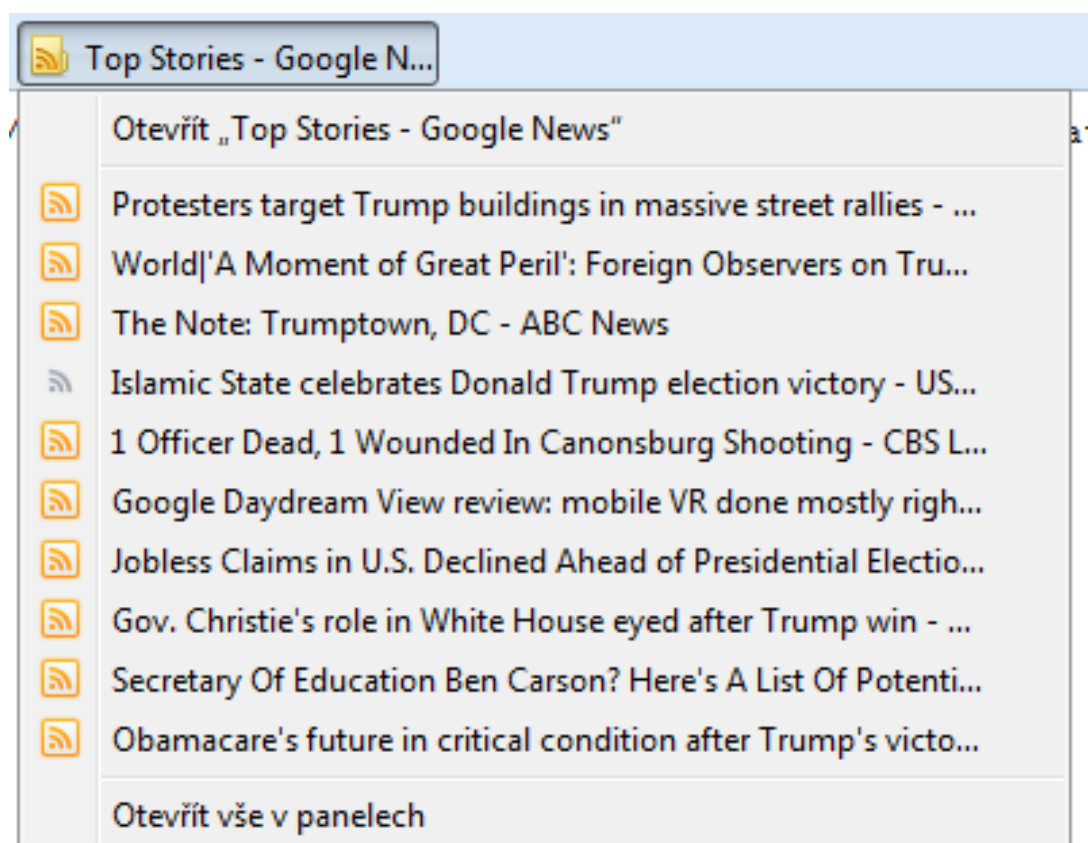 Top Stories - Google N...
Otevřít „Top Stories - Google News“
Protesters target Trump buildings in massive street rallies - ...
World|'A Moment of Great Peril': Foreign Observers on Tru...
The Note: Trumptown, DC - ABC News
Islamic State celebrates Donald Trump election victory - US...
1 Officer Dead, 1 Wounded In Canonsburg Shooting - CBS L...
Google Daydream View review: mobile VR done mostly righ...
Jobless Claims in U.S. Declined Ahead of Presidential Electio...
Gov. Christie's role in White House eyed after Trump win - ...
Secretary Of Education Ben Carson? Here's A List Of Potenti...
Obamacare's future in critical condition after Trump's victo...
Otevřít vše v panelech